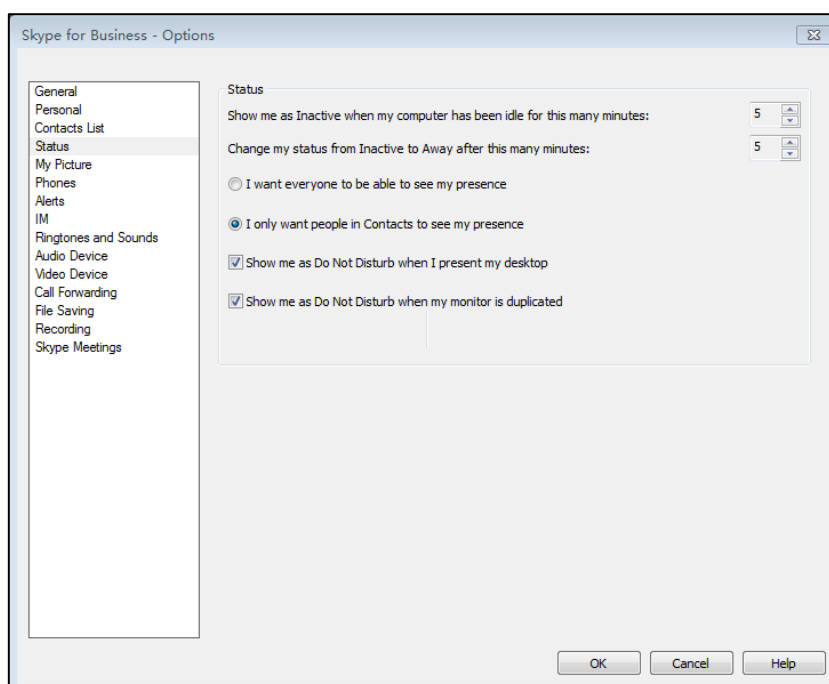 Skype for Business - Options
General
Personal
Contacts List
Status
My Picture
Phones
Alerts
IM
Ringtones and Sounds
Audio Device
Video Device
Call Forwarding
File Saving
Recording
Skype Meetings
Status
Show me as Inactive when my computer has been idle for this many minutes: 5
Change my status from Inactive to Away after this many minutes: 5
I want everyone to be able to see my presence
I only want people in Contacts to see my presence
Show me as Do Not Disturb when I present my desktop
Show me as Do Not Disturb when my monitor is duplicated
OK Cancel Help